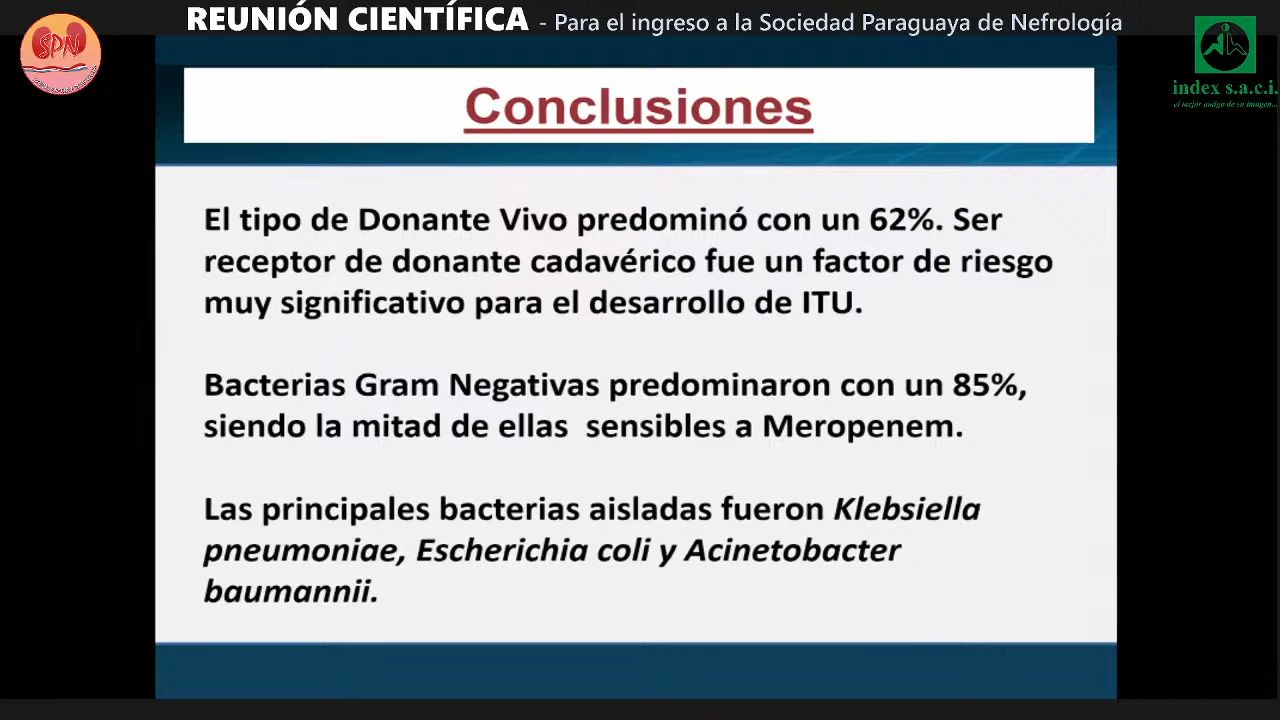 REUNIÓN CIENTÍFICA - Para el ingreso a la Sociedad Paraguaya de Nefrología
SPN
index s.a.c.i.
el mejor amigo de su imagen...
Conclusiones
El tipo de Donante Vivo predominó con un 62%. Ser
receptor de donante cadavérico fue un factor de riesgo
muy significativo para el desarrollo de ITU.
Bacterias Gram Negativas predominaron con un 85%,
siendo la mitad de ellas sensibles a Meropenem.
Las principales bacterias aisladas fueron Klebsiella
pneumoniae, Escherichia coli y Acinetobacter
baumannii.